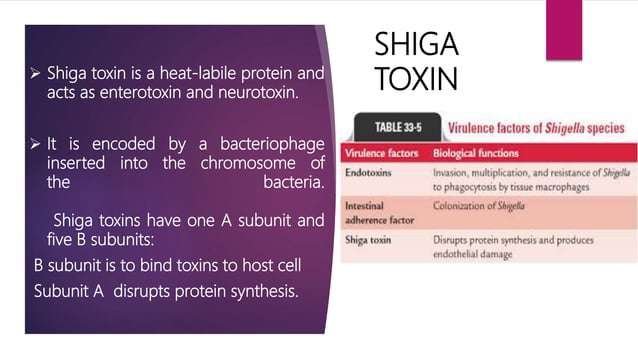 SHIGA
TOXIN
➢ Shiga toxin is a heat-labile protein and
acts as enterotoxin and neurotoxin.
➢ It is encoded by a bacteriophage
inserted into the chromosome of
the bacteria.
Shiga toxins have one A subunit and
five B subunits:
B subunit is to bind toxins to host cell
Subunit A disrupts protein synthesis.
TABLE 33-5 Virulence factors of Shigella species
Virulence factors Biological functions
Endotoxins Invasion, multiplication, and resistance of Shigella
to phagocytosis by tissue macrophages
Intestinal Colonization of Shigella
adherence factor
Shiga toxin Disrupts protein synthesis and produces
endothelial damage